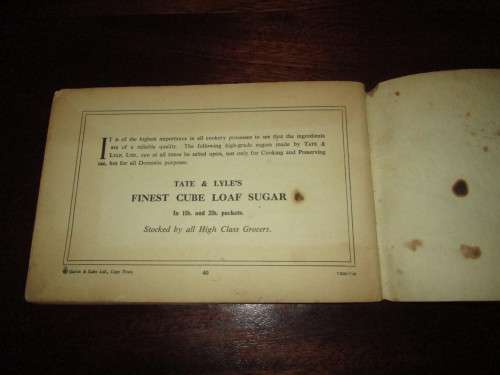 IT is of the highest importance in all cookery processes to see that the ingredients
are of a reliable quality. The following high-grade sugars made by TATE &
LYLE, LTD., can at all times be relied upon, not only for Cooking and Preserving
use, but for all Domestic purposes.
TATE & LYLE'S
FINEST CUBE LOAF SUGAR
In 1lb. and 2lb. packets.
Stocked by all High Class Grocers.
Ltd., Cape Town
40